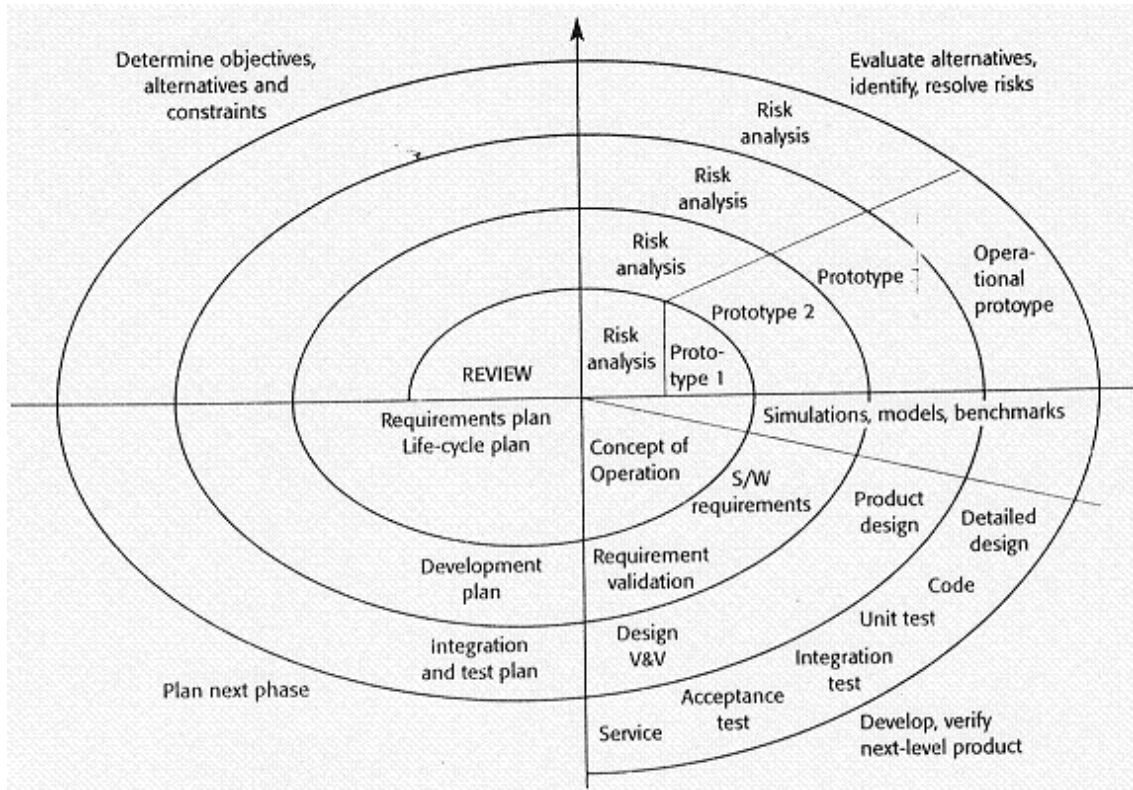 Determine objectives,
alternatives and
constraints
Evaluate alternatives,
identify, resolve risks
Risk
analysis
Risk
analysis
Risk
analysis
Risk
analysis
Opera-
tional
protoype
Prototype
Prototype 2
Proto-
type 1
REVIEW
Requirements plan
Life-cycle plan
Simulations, models, benchmarks
Concept of
Operation
S/W
requirements
Product
design
Detailed
design
Development
plan
Requirement
validation
Code
Unit test
Integration
and test plan
Design
V&V
Integration
test
Plan next phase
Acceptance
test
Service
Develop, verify
next-level product